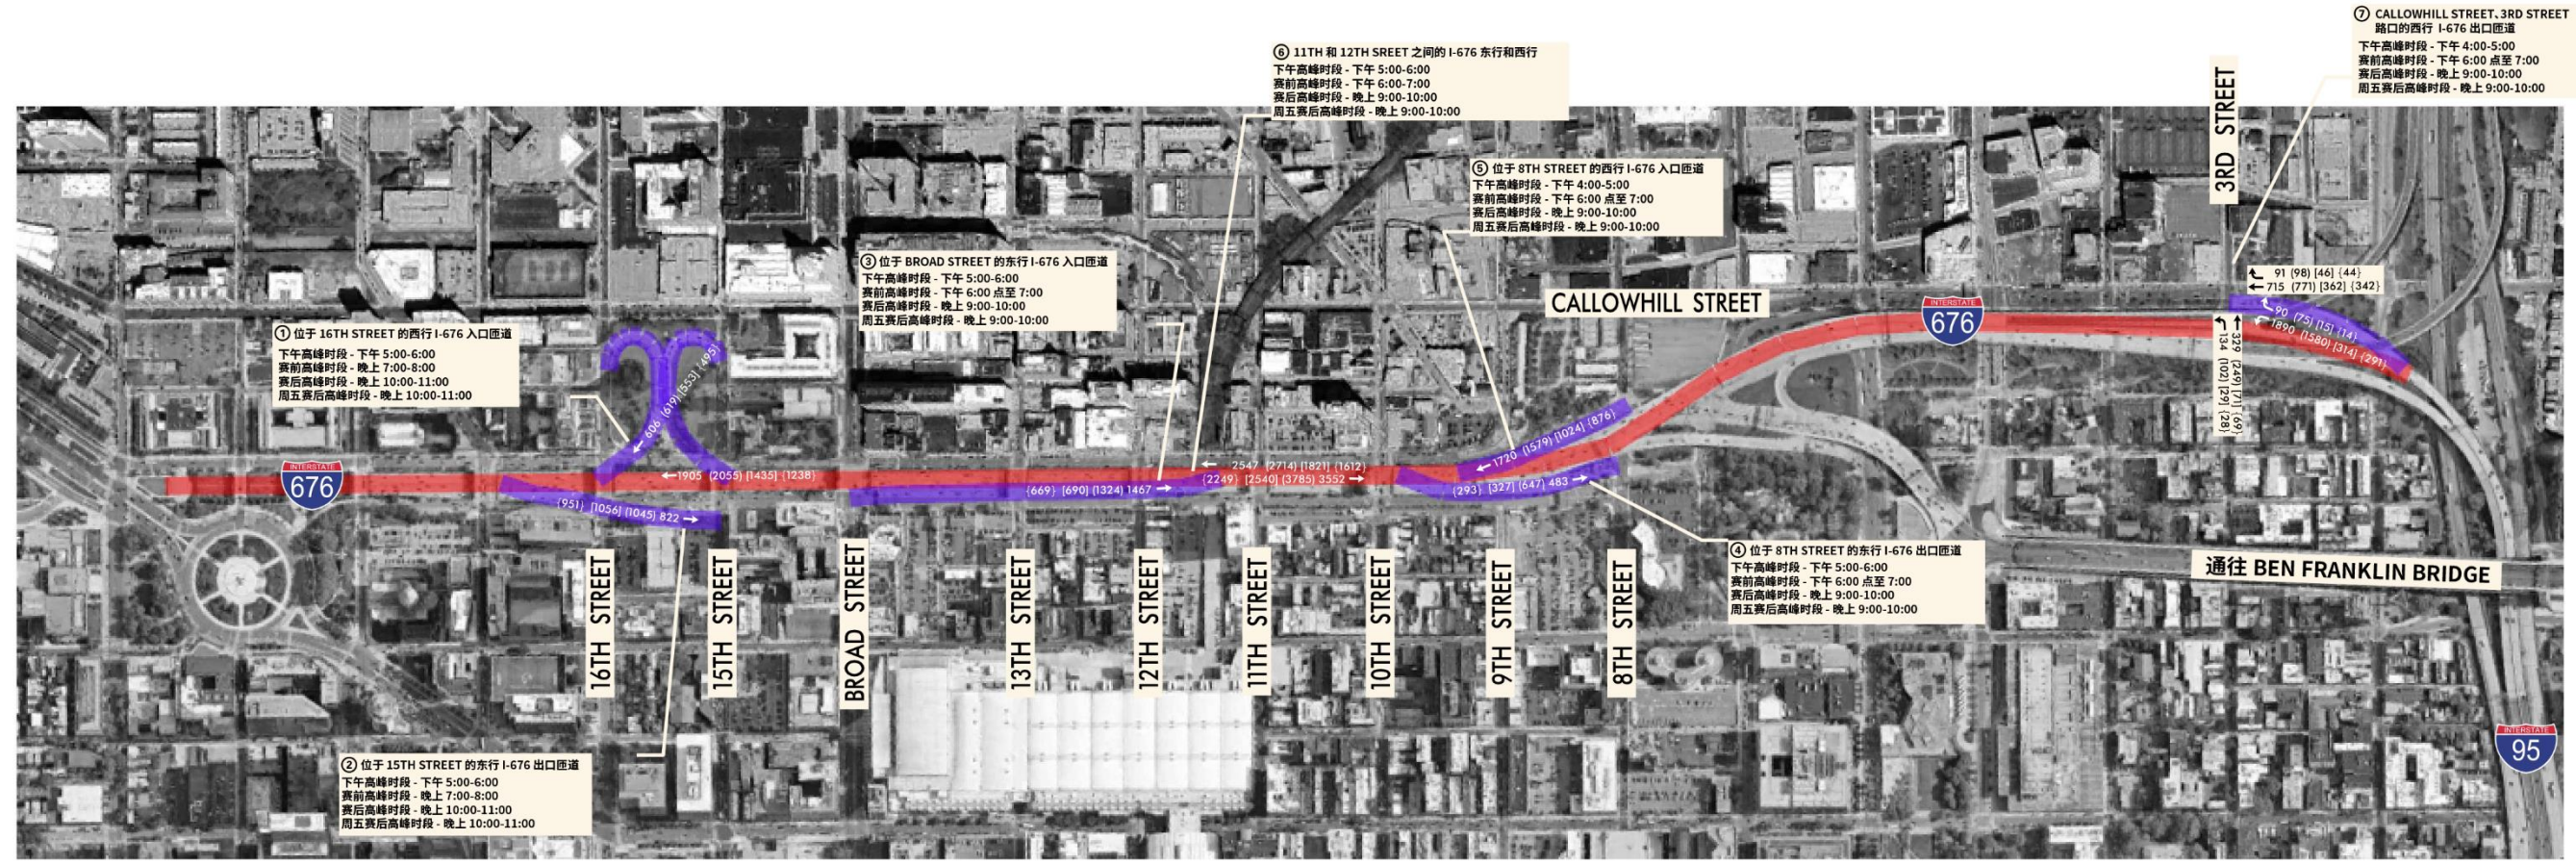 ⑦ CALLOWHILL STREET、3RD STREET
路口的西行 I-676 出口匝道
下午高峰时段 - 下午 4:00-5:00
赛前高峰时段 - 下午 6:00 点至 7:00
赛后高峰时段 - 晚上 9:00-10:00
周五赛后高峰时段 - 晚上 9:00-10:00
⑥ 11TH 和 12TH SREET 之间的 I-676 东行和西行
下午高峰时段 - 下午 5:00-6:00
赛前高峰时段 - 下午 6:00-7:00
赛后高峰时段 - 晚上 9:00-10:00
周五赛后高峰时段 - 晚上 9:00-10:00
3RD STREET
⑤ 位于 8TH STREET 的西行 I-676 入口匝道
下午高峰时段 - 下午 4:00-5:00
赛前高峰时段 - 下午 6:00 点至 7:00
赛后高峰时段 - 晚上 9:00-10:00
周五赛后高峰时段 - 晚上 9:00-10:00
③ 位于 BROAD STREET 的东行 I-676 入口匝道
下午高峰时段 - 下午 5:00-6:00
赛前高峰时段 - 下午 6:00 点至 7:00
赛后高峰时段 - 晚上 9:00-10:00
周五赛后高峰时段 - 晚上 9:00-10:00
91 (98) [46] {44}
← 715 (771) [362] {342}
CALLOWHILL STREET
INTERSTATE
676
90 (75) [15] {14}
1890 (1580) [314] {291}
329 (249) [71] {69}
134 (102) [29] {28}
① 位于 16TH STREET 的西行 I-676 入口匝道
下午高峰时段 - 下午 5:00-6:00
赛前高峰时段 - 晚上 7:00-8:00
赛后高峰时段 - 晚上 10:00-11:00
周五赛后高峰时段 - 晚上 10:00-11:00
← 606 (619) [553] {495}
← 1720 (1579) [1024] {876}
INTERSTATE
676
←1905 (2055) [1435] {1238}
← 2547 (2714) [1821] {1612}
{2249} [2540] (3785) 3552 →
{669} [690] (1324) 1467 →
{293} [327] (647) 483 →
{951} [1056] (1045) 822 →
④ 位于 8TH STREET 的东行 I-676 出口匝道
下午高峰时段 - 下午 5:00-6:00
赛前高峰时段 - 下午 6:00 点至 7:00
赛后高峰时段 - 晚上 9:00-10:00
周五赛后高峰时段 - 晚上 9:00-10:00
通往 BEN FRANKLIN BRIDGE
16TH STREET
15TH STREET
BROAD STREET
13TH STREET
12TH STREET
11TH STREET
10TH STREET
9TH STREET
8TH STREET
INTERSTATE
95
② 位于 15TH STREET 的东行 I-676 出口匝道
下午高峰时段 - 下午 5:00-6:00
赛前高峰时段 - 晚上 7:00-8:00
赛后高峰时段 - 晚上 10:00-11:00
周五赛后高峰时段 - 晚上 10:00-11:00